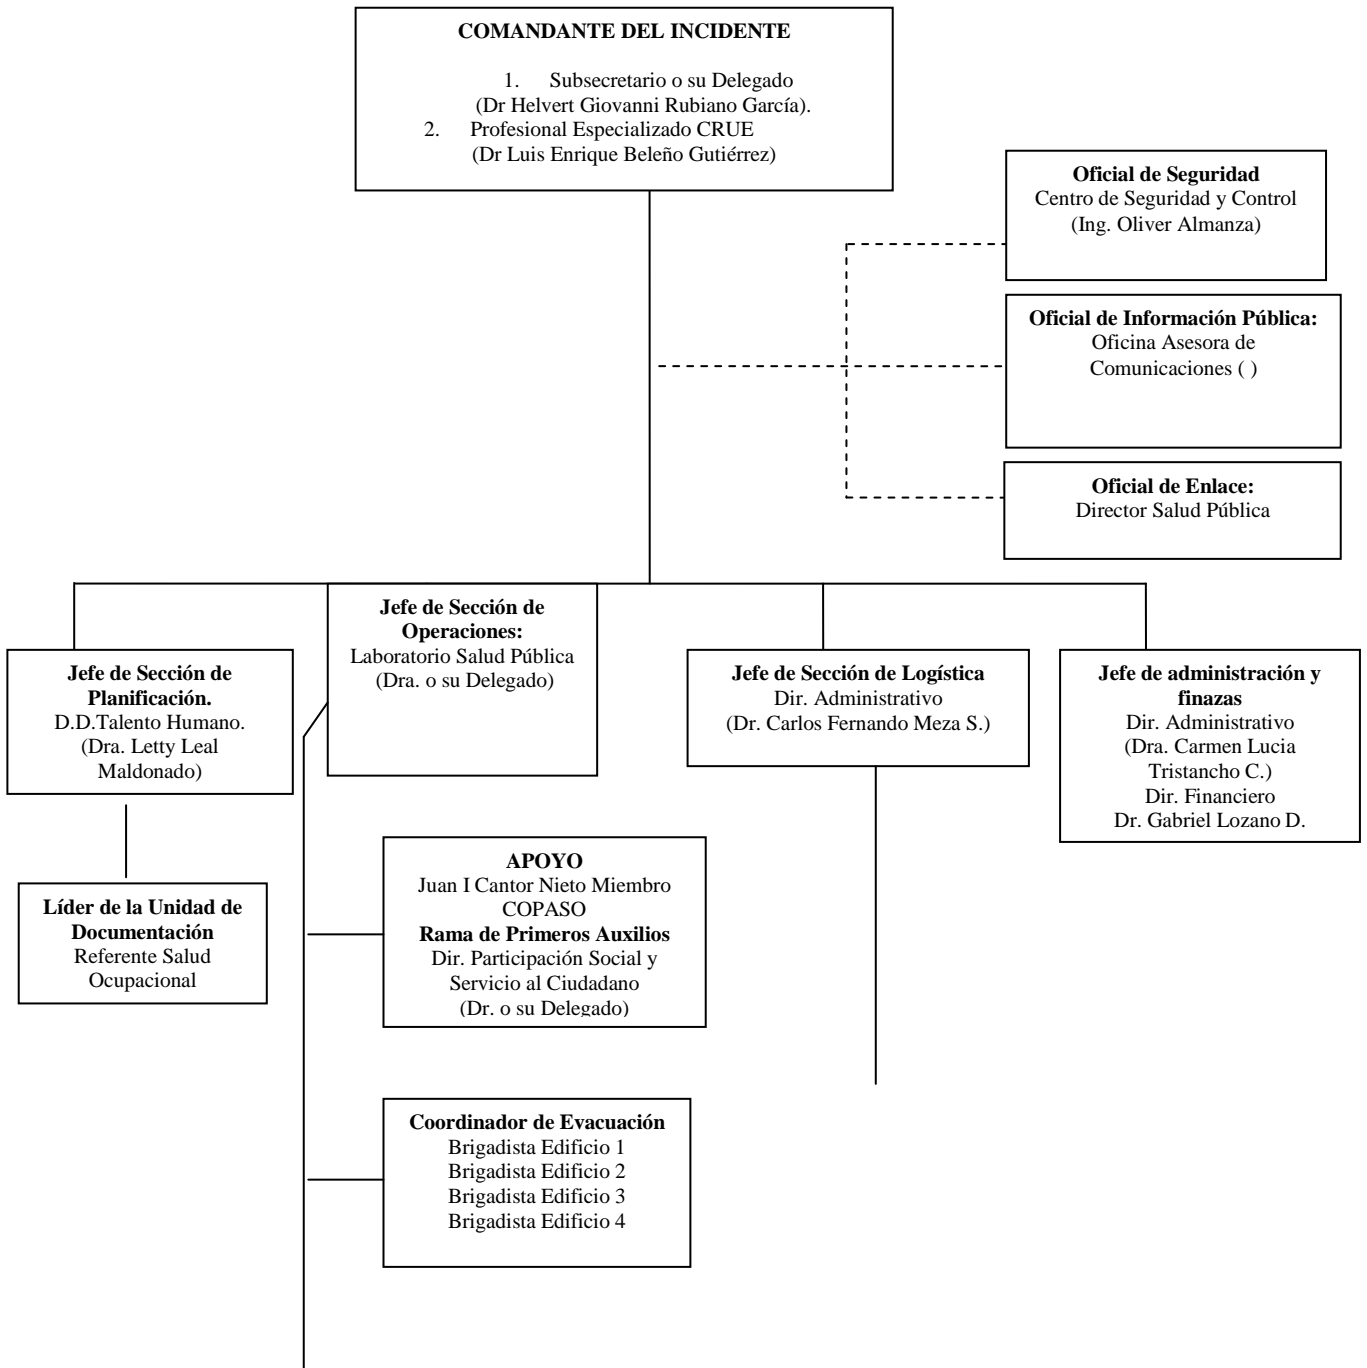 COMANDANTE DEL INCIDENTE
1. Subsecretario o su Delegado
(Dr Helvert Giovanni Rubiano García).
2. Profesional Especializado CRUE
(Dr Luis Enrique Beleño Gutiérrez)
Oficial de Seguridad
Centro de Seguridad y Control
(Ing. Oliver Almanza)
Oficial de Información Pública:
Oficina Asesora de
Comunicaciones ( )
Oficial de Enlace:
Director Salud Pública
Jefe de Sección de
Planificación.
D.D.Talento Humano.
(Dra. Letty Leal
Maldonado)
Jefe de Sección de
Operaciones:
Laboratorio Salud Pública
(Dra. o su Delegado)
Jefe de Sección de Logística
Dir. Administrativo
(Dr. Carlos Fernando Meza S.)
Jefe de administración y
finazas
Dir. Administrativo
(Dra. Carmen Lucia
Tristancho C.)
Dir. Financiero
Dr. Gabriel Lozano D.
Líder de la Unidad de
Documentación
Referente Salud
Ocupacional
APOYO
Juan I Cantor Nieto Miembro
COPASO
Rama de Primeros Auxilios
Dir. Participación Social y
Servicio al Ciudadano
(Dr. o su Delegado)
Coordinador de Evacuación
Brigadista Edificio 1
Brigadista Edificio 2
Brigadista Edificio 3
Brigadista Edificio 4